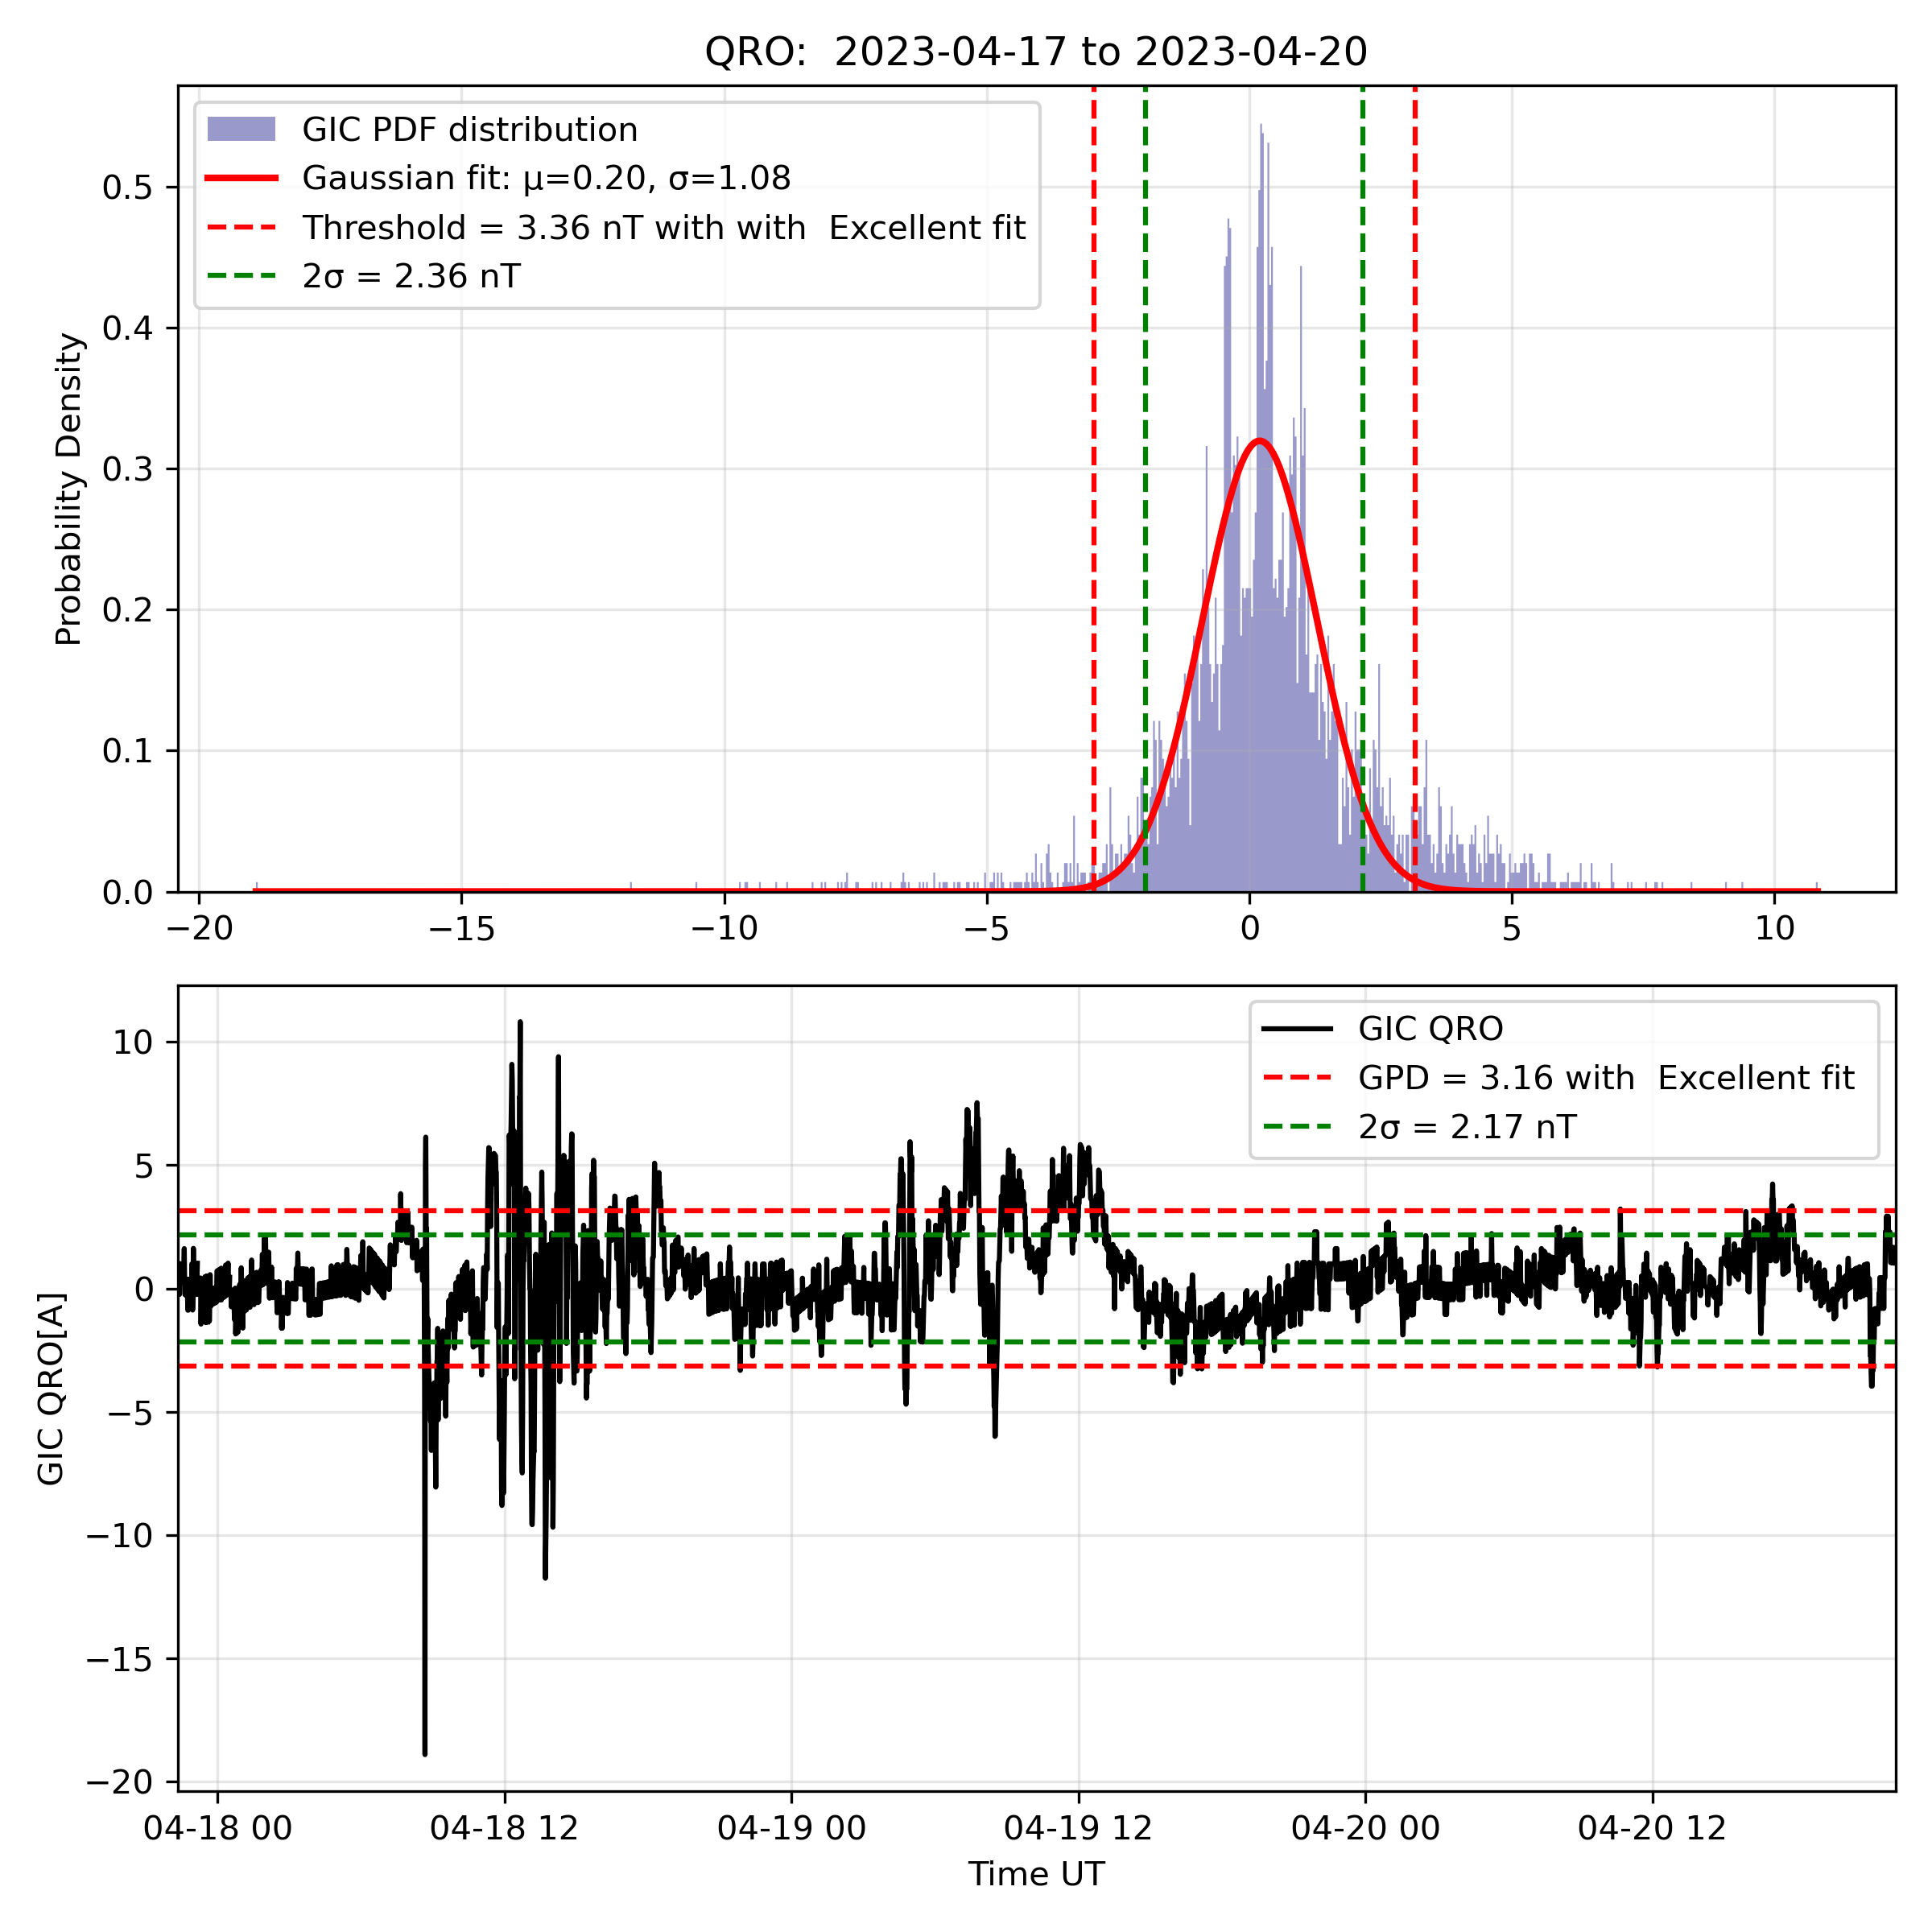 QRO:  2023-04-17 to 2023-04-20
GIC PDF distribution
Gaussian fit: μ=0.20, σ=1.08
Threshold = 3.36 nT with with  Excellent fit
2σ = 2.36 nT
Probability Density
0.5
0.4
0.3
0.2
0.1
0.0
−20 −15 −10 −5 0 5 10
GIC QRO
GPD = 3.16 with  Excellent fit
2σ = 2.17 nT
GIC QRO[A]
10
5
0
−5
−10
−15
−20
04-18 00 04-18 12 04-19 00 04-19 12 04-20 00 04-20 12
Time UT